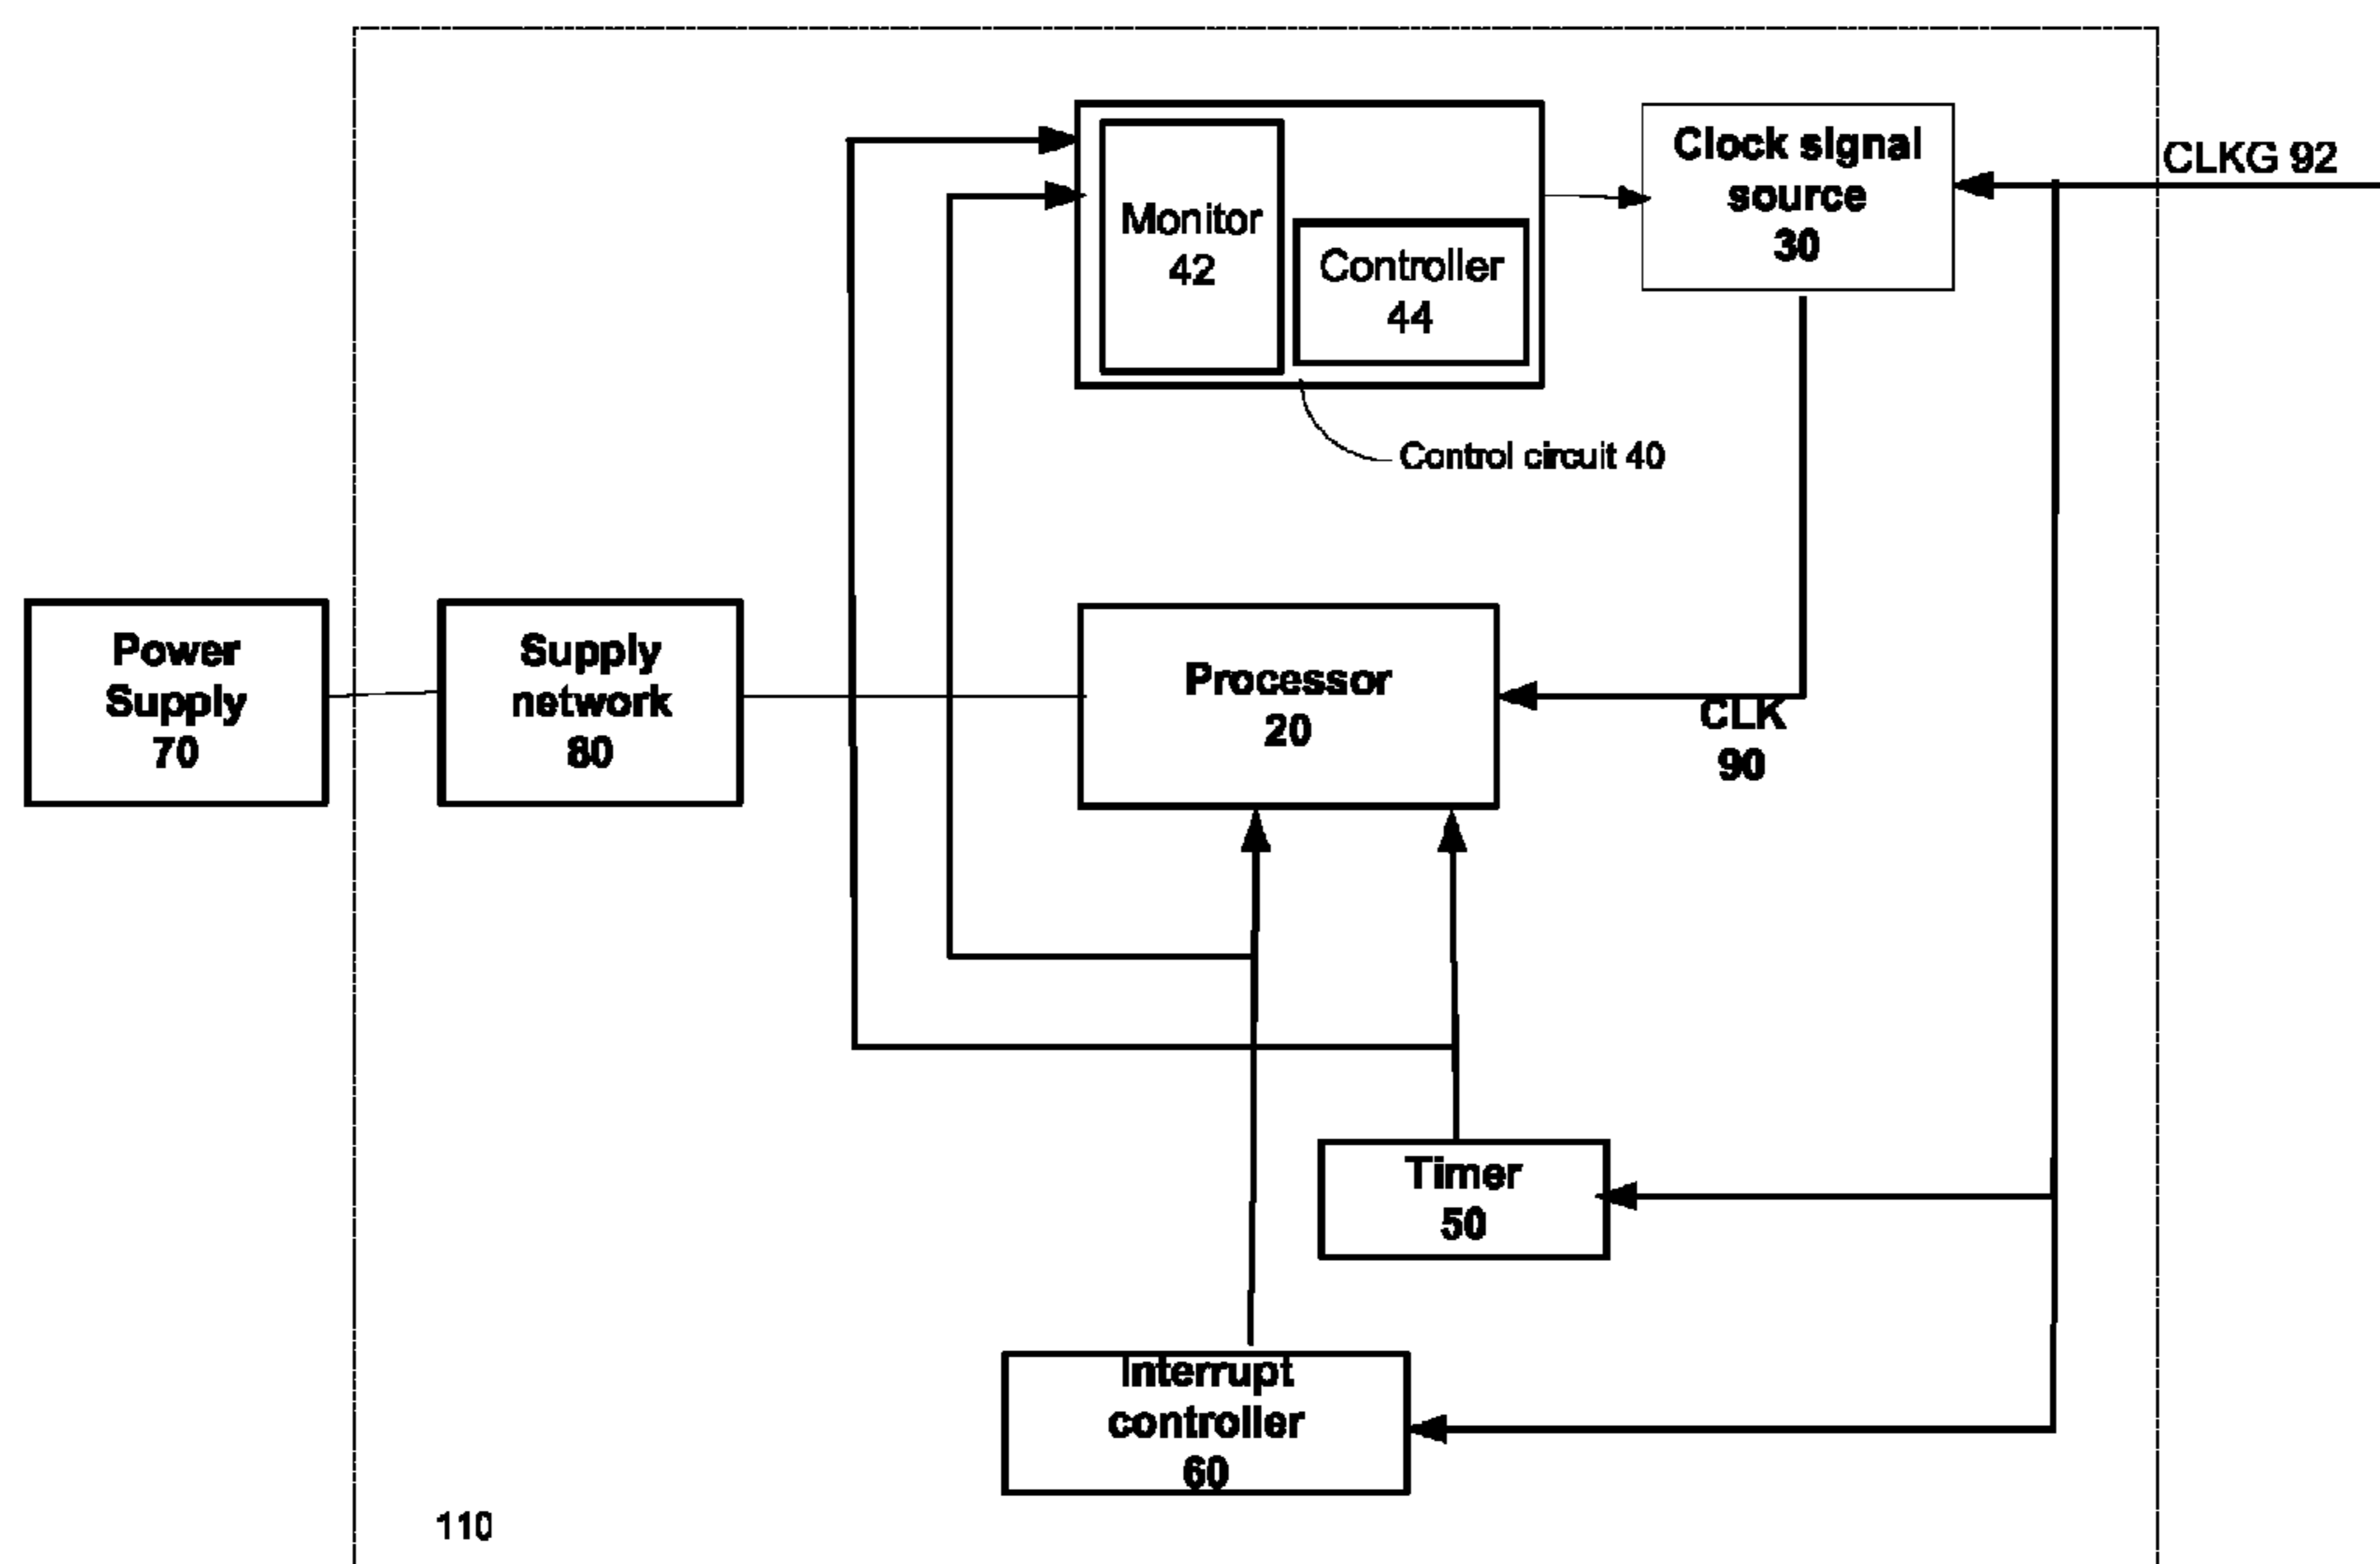 Clock signal
source
30
CLKG 92
Monitor
42
Controller
44
Control circuit 40
Power
Supply
70
Supply
network
80
Processor
20
CLK
90
Timer
50
Interrupt
controller
60
110